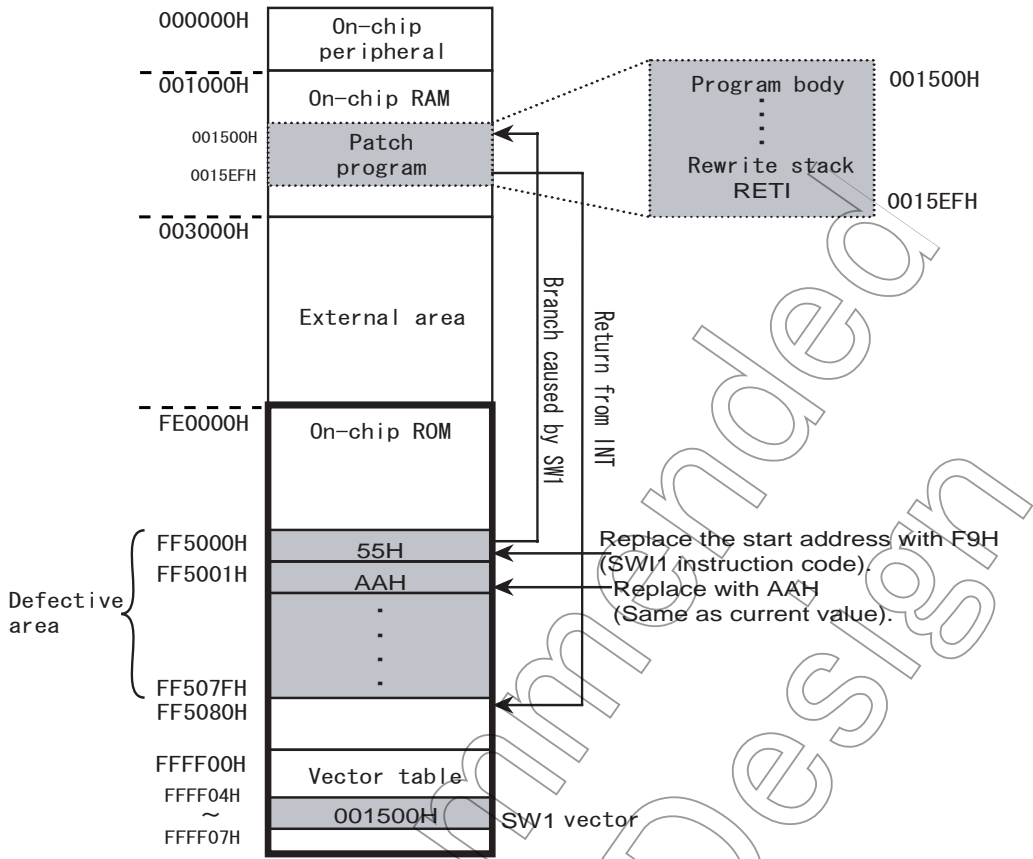 000000H
On-chip
peripheral
001000H
On-chip RAM
001500H
Patch
program
0015EFH
003000H
External area
FE0000H
On-chip ROM
FF5000H
55H
FF5001H
AAH
Defective
area
FF507FH
FF5080H
FFFF00H
Vector table
FFFF04H
~
FFFF07H
001500H
SW1 vector
Program body
001500H
Rewrite stack
RETI
0015EFH
Branch caused by SW1
Return from INT
Replace the start address with F9H
(SWI1 instruction code).
Replace with AAH
(Same as current value).
mmended
Design